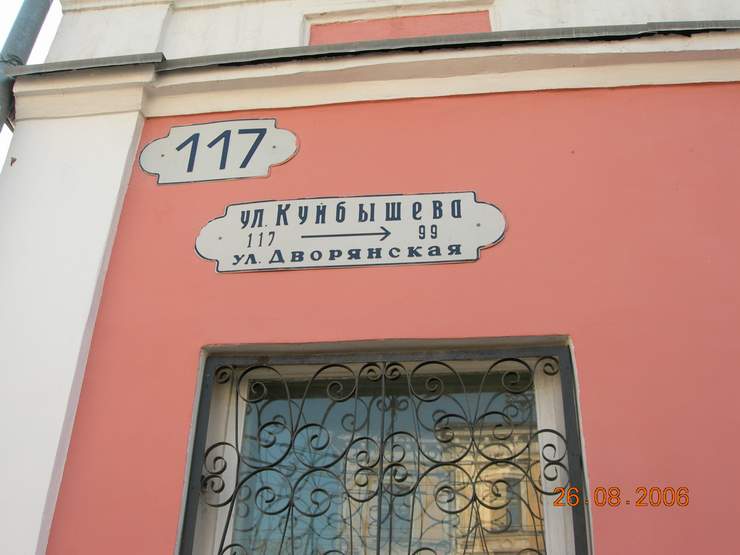 117
ул. Куйбышева
117 → 99
ул. Дворянская
26.08.2006